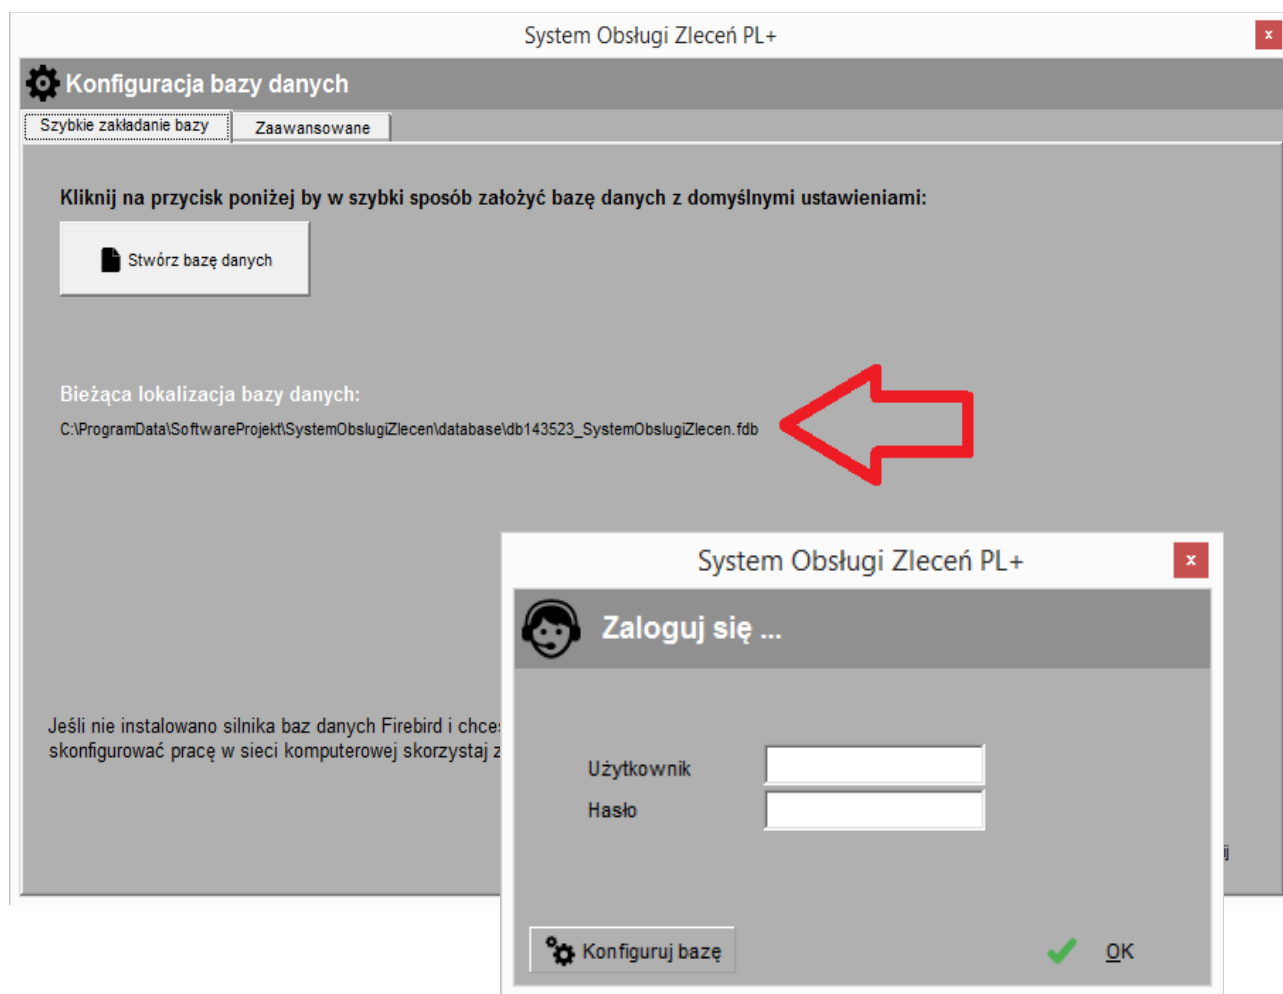 System Obsługi Zleceń PL+
x
Konfiguracja bazy danych
Szybkie zakładanie bazy
Zaawansowane
Kliknij na przycisk poniżej by w szybki sposób założyć bazę danych z domyślnymi ustawieniami:
Stwórz bazę danych
Bieżąca lokalizacja bazy danych:
C:\ProgramData\SoftwareProjekt\SystemObslugiZlecen\database\db143523_SystemObslugiZlecen.fdb
Jeśli nie instalowano silnika baz danych Firebird i
skonfigurować pracę w sieci komputerowej skorzystaj z
System Obsługi Zleceń PL+
x
Zaloguj się ...
Użytkownik
Hasło
Konfiguruj bazę
OK